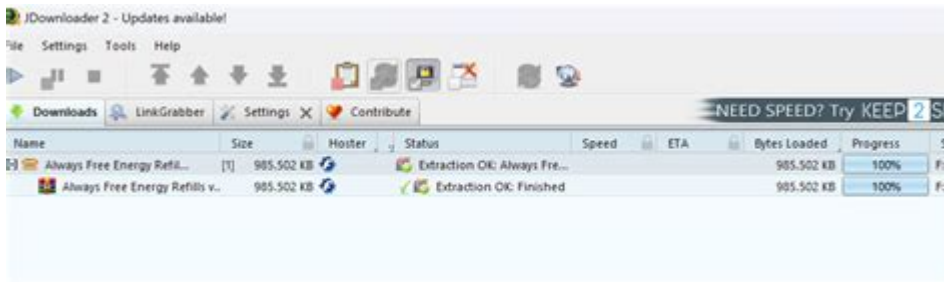 JDownloader 2 - Updates available!
File Settings Tools Help
Downloads LinkGrabber Settings X Contribute NEED SPEED? Try KEEP 2 S
Name Size Hoster Status Speed ETA Bytes Loaded Progress S
Always Free Energy Refil... [1] 985.502 KB Extraction OK: Always Fre... 985.502 KB 100% F:
Always Free Energy Refills v.. 985.502 KB Extraction OK: Finished 985.502 KB 100% F: